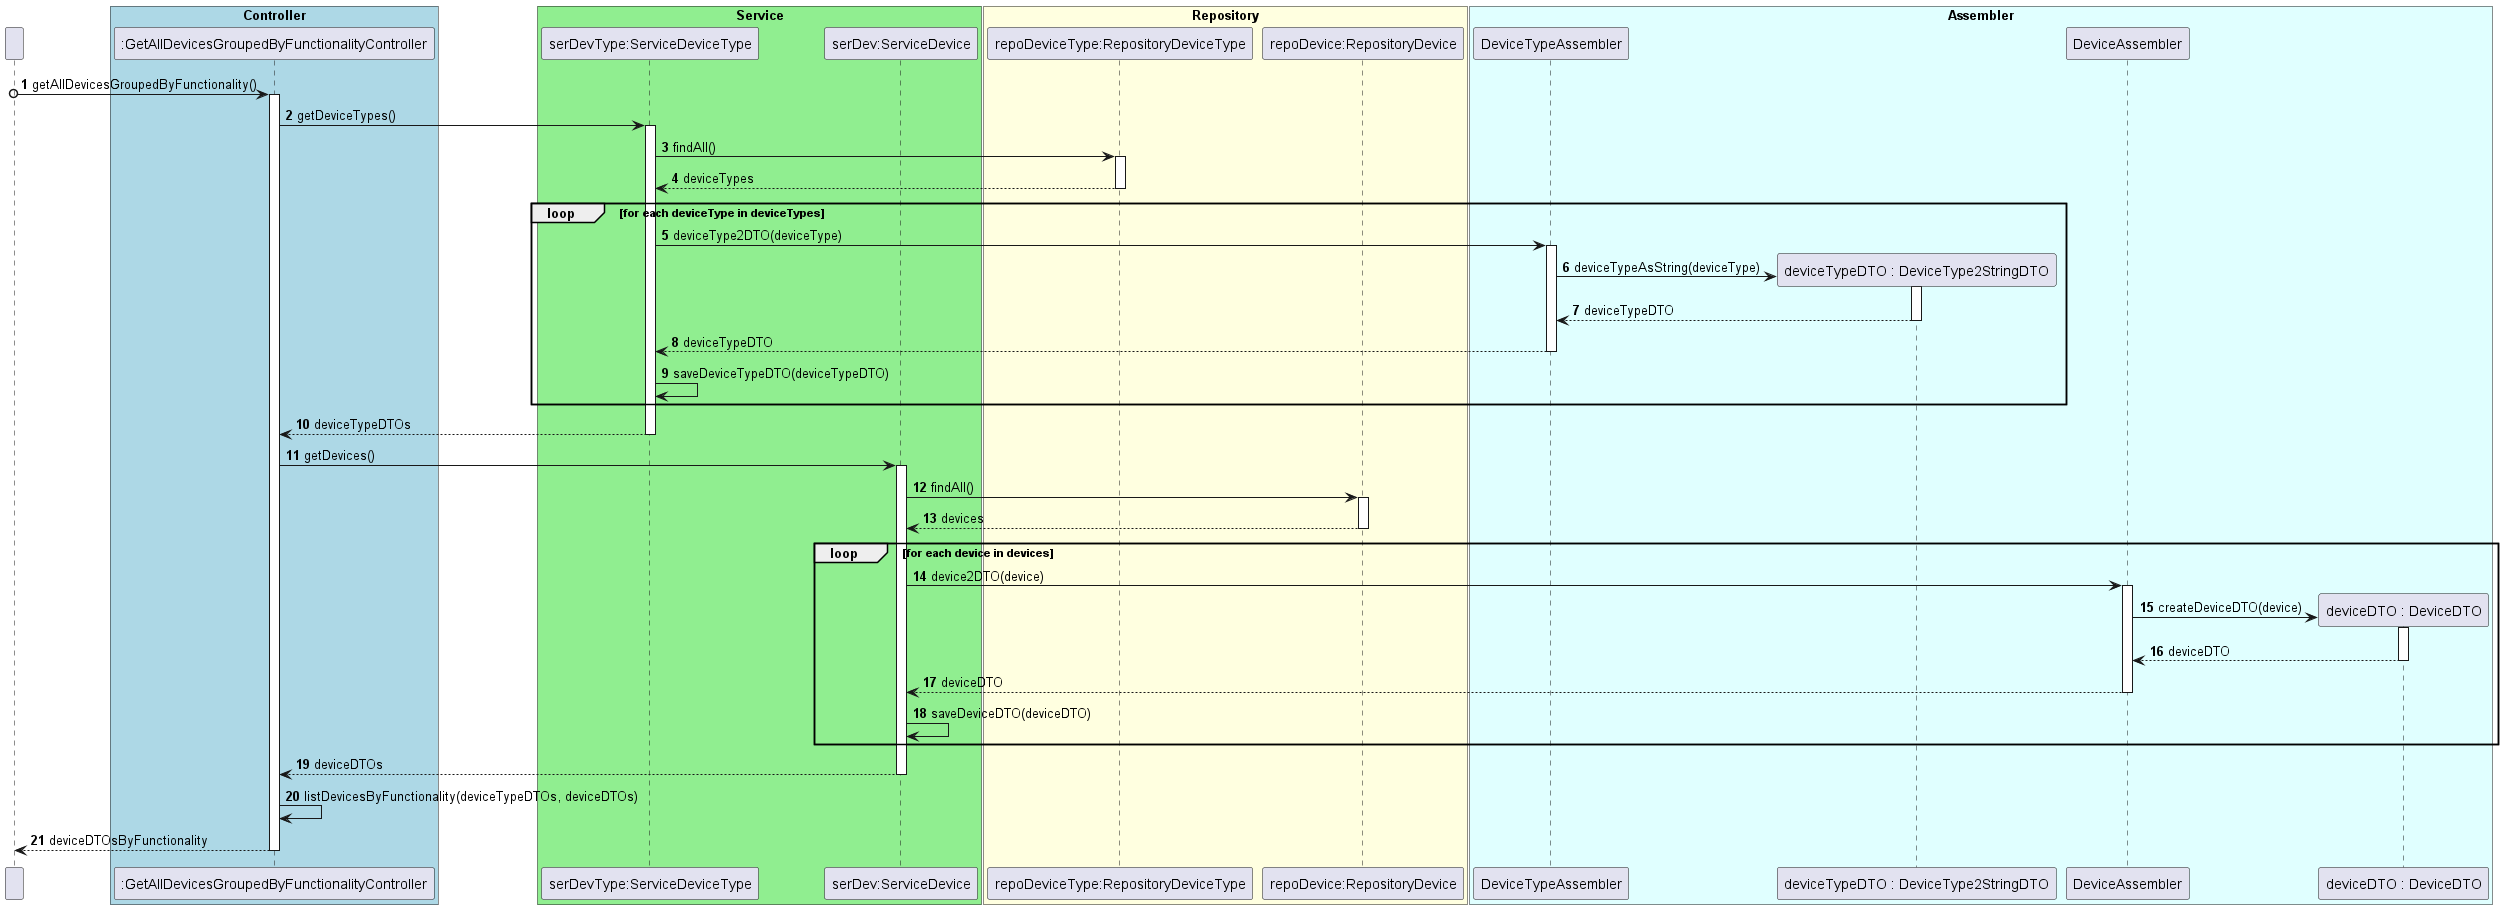 Controller
Service
Repository
Assembler
:GetAllDevicesGroupedByFunctionalityController
serDevType:ServiceDeviceType
serDev:ServiceDevice
repoDeviceType:RepositoryDeviceType
repoDevice:RepositoryDevice
DeviceTypeAssembler
DeviceAssembler
1 getAllDevicesGroupedByFunctionality()
2 getDeviceTypes()
3 findAll()
4 deviceTypes
loop [for each deviceType in deviceTypes]
5 deviceType2DTO(deviceType)
6 deviceTypeAsString(deviceType)
deviceTypeDTO : DeviceType2StringDTO
7 deviceTypeDTO
8 deviceTypeDTO
9 saveDeviceTypeDTO(deviceTypeDTO)
10 deviceTypeDTOs
11 getDevices()
12 findAll()
13 devices
loop [for each device in devices]
14 device2DTO(device)
15 createDeviceDTO(device)
deviceDTO : DeviceDTO
16 deviceDTO
17 deviceDTO
18 saveDeviceDTO(deviceDTO)
19 deviceDTOs
20 listDevicesByFunctionality(deviceTypeDTOs, deviceDTOs)
21 deviceDTOsByFunctionality
:GetAllDevicesGroupedByFunctionalityController
serDevType:ServiceDeviceType
serDev:ServiceDevice
repoDeviceType:RepositoryDeviceType
repoDevice:RepositoryDevice
DeviceTypeAssembler
deviceTypeDTO : DeviceType2StringDTO
DeviceAssembler
deviceDTO : DeviceDTO